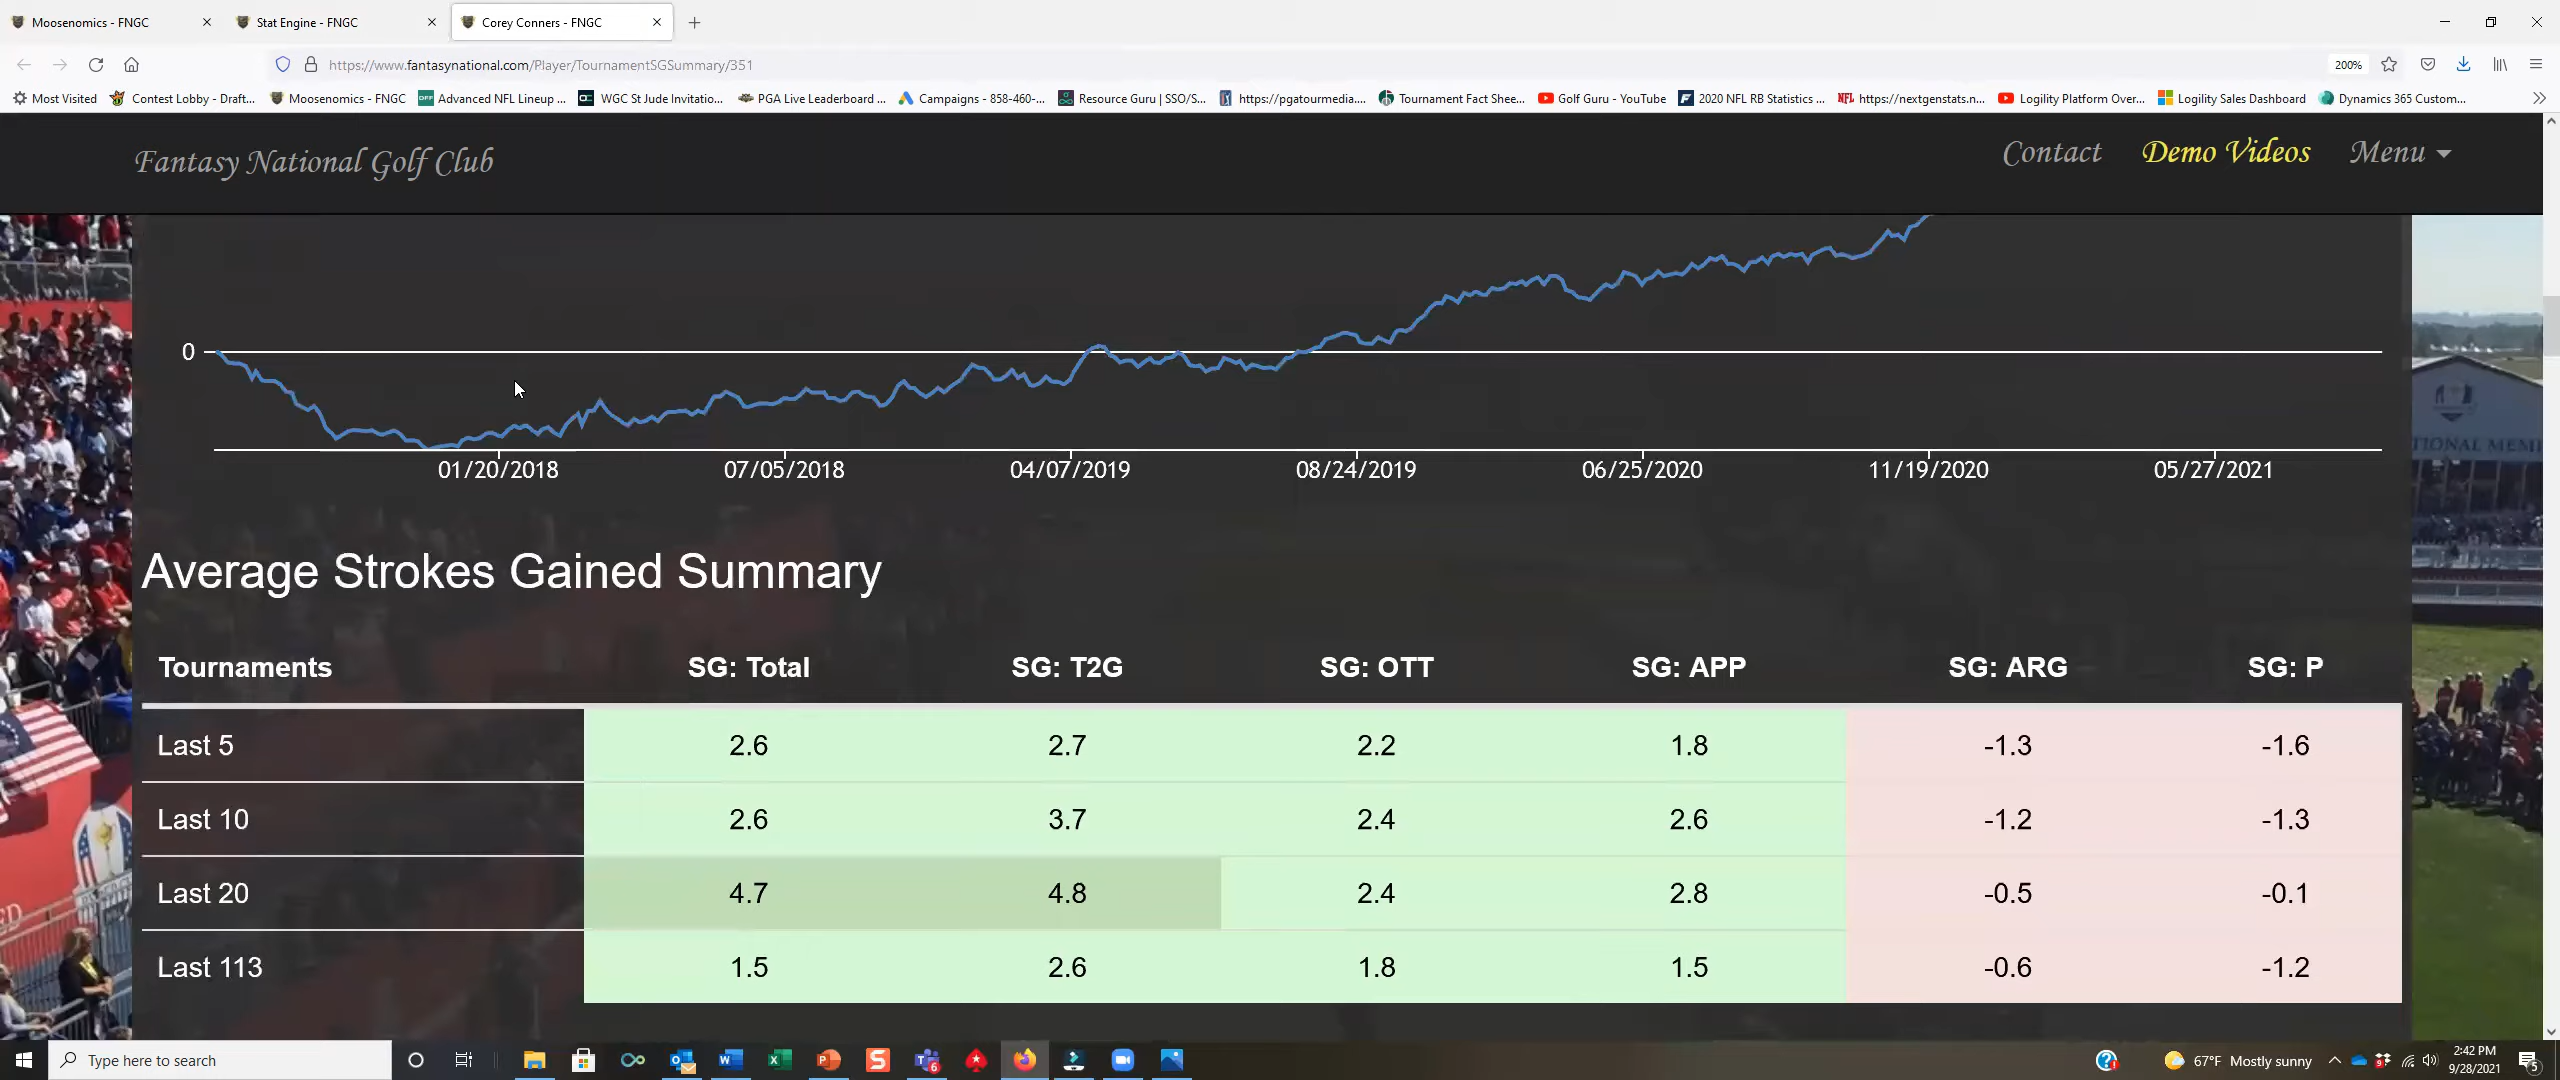 Moosenomics - FNGC
Stat Engine - FNGC
Corey Conners - FNGC
https://www.fantasynational.com/Player/TournamentSGSummary/351
200%
Most Visited
Contest Lobby - Draft...
Moosenomics - FNGC
DFF
Advanced NFL Lineup ...
WGC St Jude Invitatio...
PGA Live Leaderboard ...
Campaigns - 858-460-...
Resource Guru | SSO/S...
https://pgatourmedia....
Tournament Fact Shee...
Golf Guru - YouTube
2020 NFL RB Statistics ...
NFL
https://nextgenstats.n...
Logility Platform Over...
Logility Sales Dashboard
Dynamics 365 Custom...
Fantasy National Golf Club
Contact
Demo Videos
Menu
0
01/20/2018 07/05/2018 04/07/2019 08/24/2019 06/25/2020 11/19/2020 05/27/2021
Average Strokes Gained Summary
Tournaments SG: Total SG: T2G SG: OTT SG: APP SG: ARG SG: P
Last 5 2.6 2.7 2.2 1.8 -1.3 -1.6
Last 10 2.6 3.7 2.4 2.6 -1.2 -1.3
Last 20 4.7 4.8 2.4 2.8 -0.5 -0.1
Last 113 1.5 2.6 1.8 1.5 -0.6 -1.2
Type here to search
67°F Mostly sunny
2:42 PM
9/28/2021
5